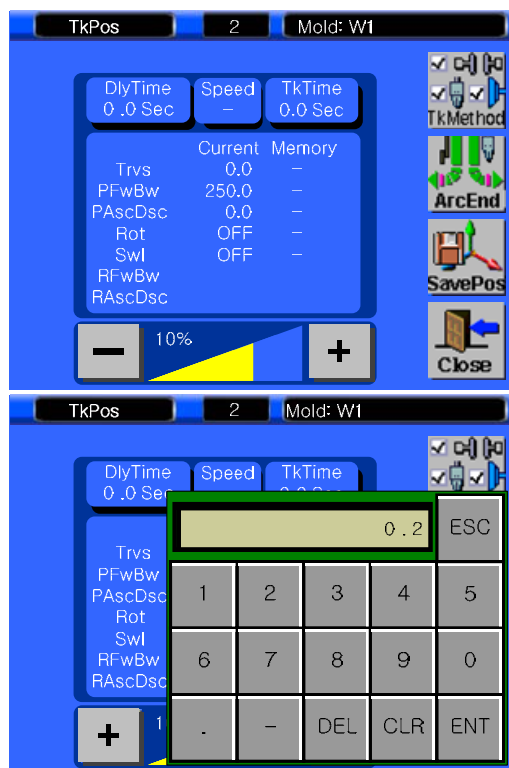 TkPos 2 Mold: W1
DlyTime Speed TkTime
0.0 Sec – 0.0 Sec
Current Memory
Trvs 0.0 –
PFwBw 250.0 –
PAscDsc 0.0 –
Rot OFF –
Swl OFF –
RFwBw
RAscDsc
10%
– +
TkMethod
ArcEnd
SavePos
Close
TkPos 2 Mold: W1
DlyTime Speed TkTime
0.0 Sec
Trvs
PFwBw
PAscDsc
Rot
Swl
RFwBw
RAscDsc
+ 1
0.2 ESC
1 2 3 4 5
6 7 8 9 0
. – DEL CLR ENT